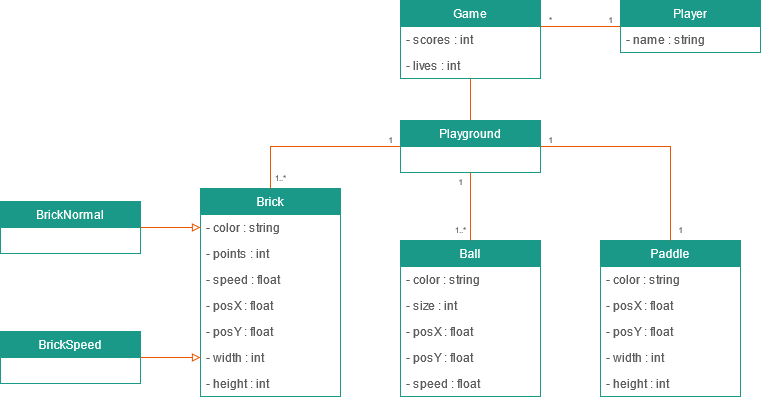 Game
- scores : int
- lives : int
*
1
Player
- name : string
Playground
1
1..*
1
1..*
1
1
BrickNormal
BrickSpeed
Brick
- color : string
- points : int
- speed : float
- posX : float
- posY : float
- width : int
- height : int
Ball
- color : string
- size : int
- posX : float
- posY : float
- speed : float
Paddle
- color : string
- posX : float
- posY : float
- width : int
- height : int